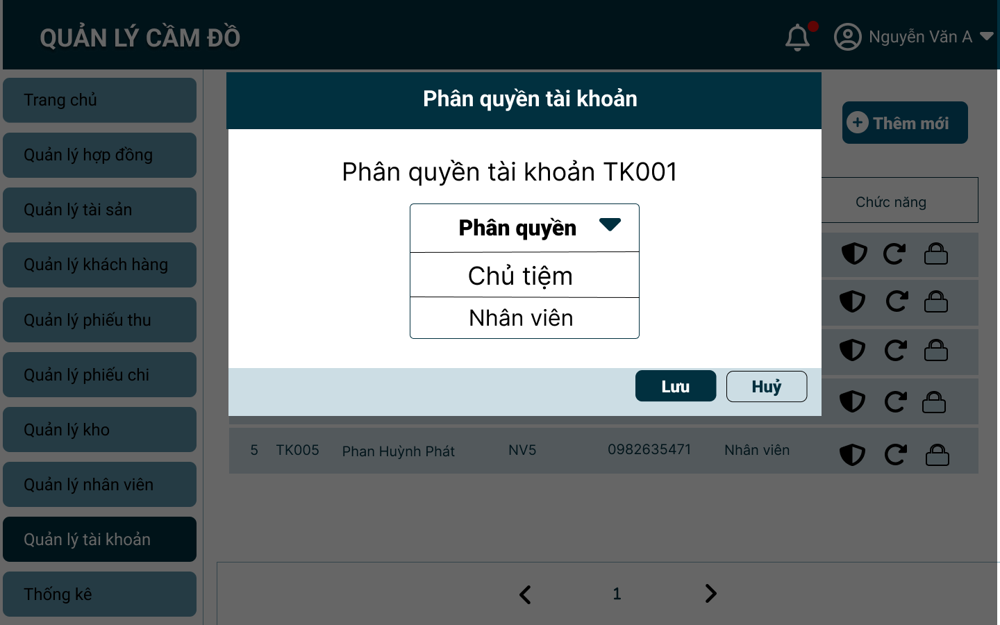 QUẢN LÝ CẦM ĐỒ
Nguyễn Văn A
Trang chủ
Quản lý hợp đồng
Quản lý tài sản
Quản lý khách hàng
Quản lý phiếu thu
Quản lý phiếu chi
Quản lý kho
Quản lý nhân viên
Quản lý tài khoản
Thống kê
Phân quyền tài khoản
Thêm mới
Phân quyền tài khoản TK001
Phân quyền
Chủ tiệm
Nhân viên
Lưu Huỷ
Chức năng
5 TK005 Phan Huỳnh Phát NV5 0982635471 Nhân viên
1